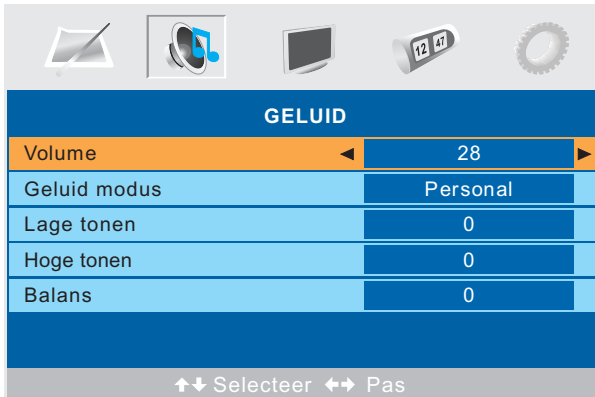 12 47
GELUID
Volume 28
Geluid modus Personal
Lage tonen 0
Hoge tonen 0
Balans 0
Selecteer Pas